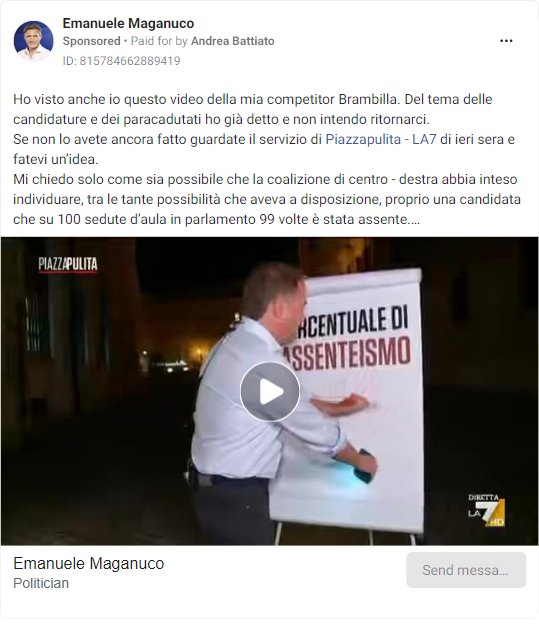 Emanuele Maganuco
Sponsored • Paid for by Andrea Battiato
ID: 815784662889419
Ho visto anche io questo video della mia competitor Brambilla. Del tema delle
candidature e dei paracadutati ho già detto e non intendo ritornarci.
Se non lo avete ancora fatto guardate il servizio di Piazzapulita - LA7 di ieri sera e
fatevi un'idea.
Mi chiedo solo come sia possibile che la coalizione di centro - destra abbia inteso
individuare, tra le tante possibilità che aveva a disposizione, proprio una candidata
che su 100 sedute d'aula in parlamento 99 volte è stata assente....
PIAZZAPULITA
RCENTUALE DI
ASSENTEISMO
DIRETTA
LA7 HD
Emanuele Maganuco
Politician
Send messa...